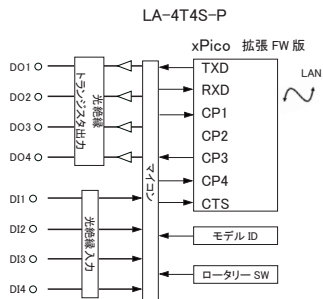 LA-4T4S-P
xPico 拡張 FW 版
TXD
RXD
CP1
CP2
CP3
CP4
CTS
LAN
DO1
DO2
DO3
DO4
光絶縁
トランジスタ出力
マイコン
DI1
DI2
DI3
DI4
光絶縁入力
モデル ID
ロータリー SW